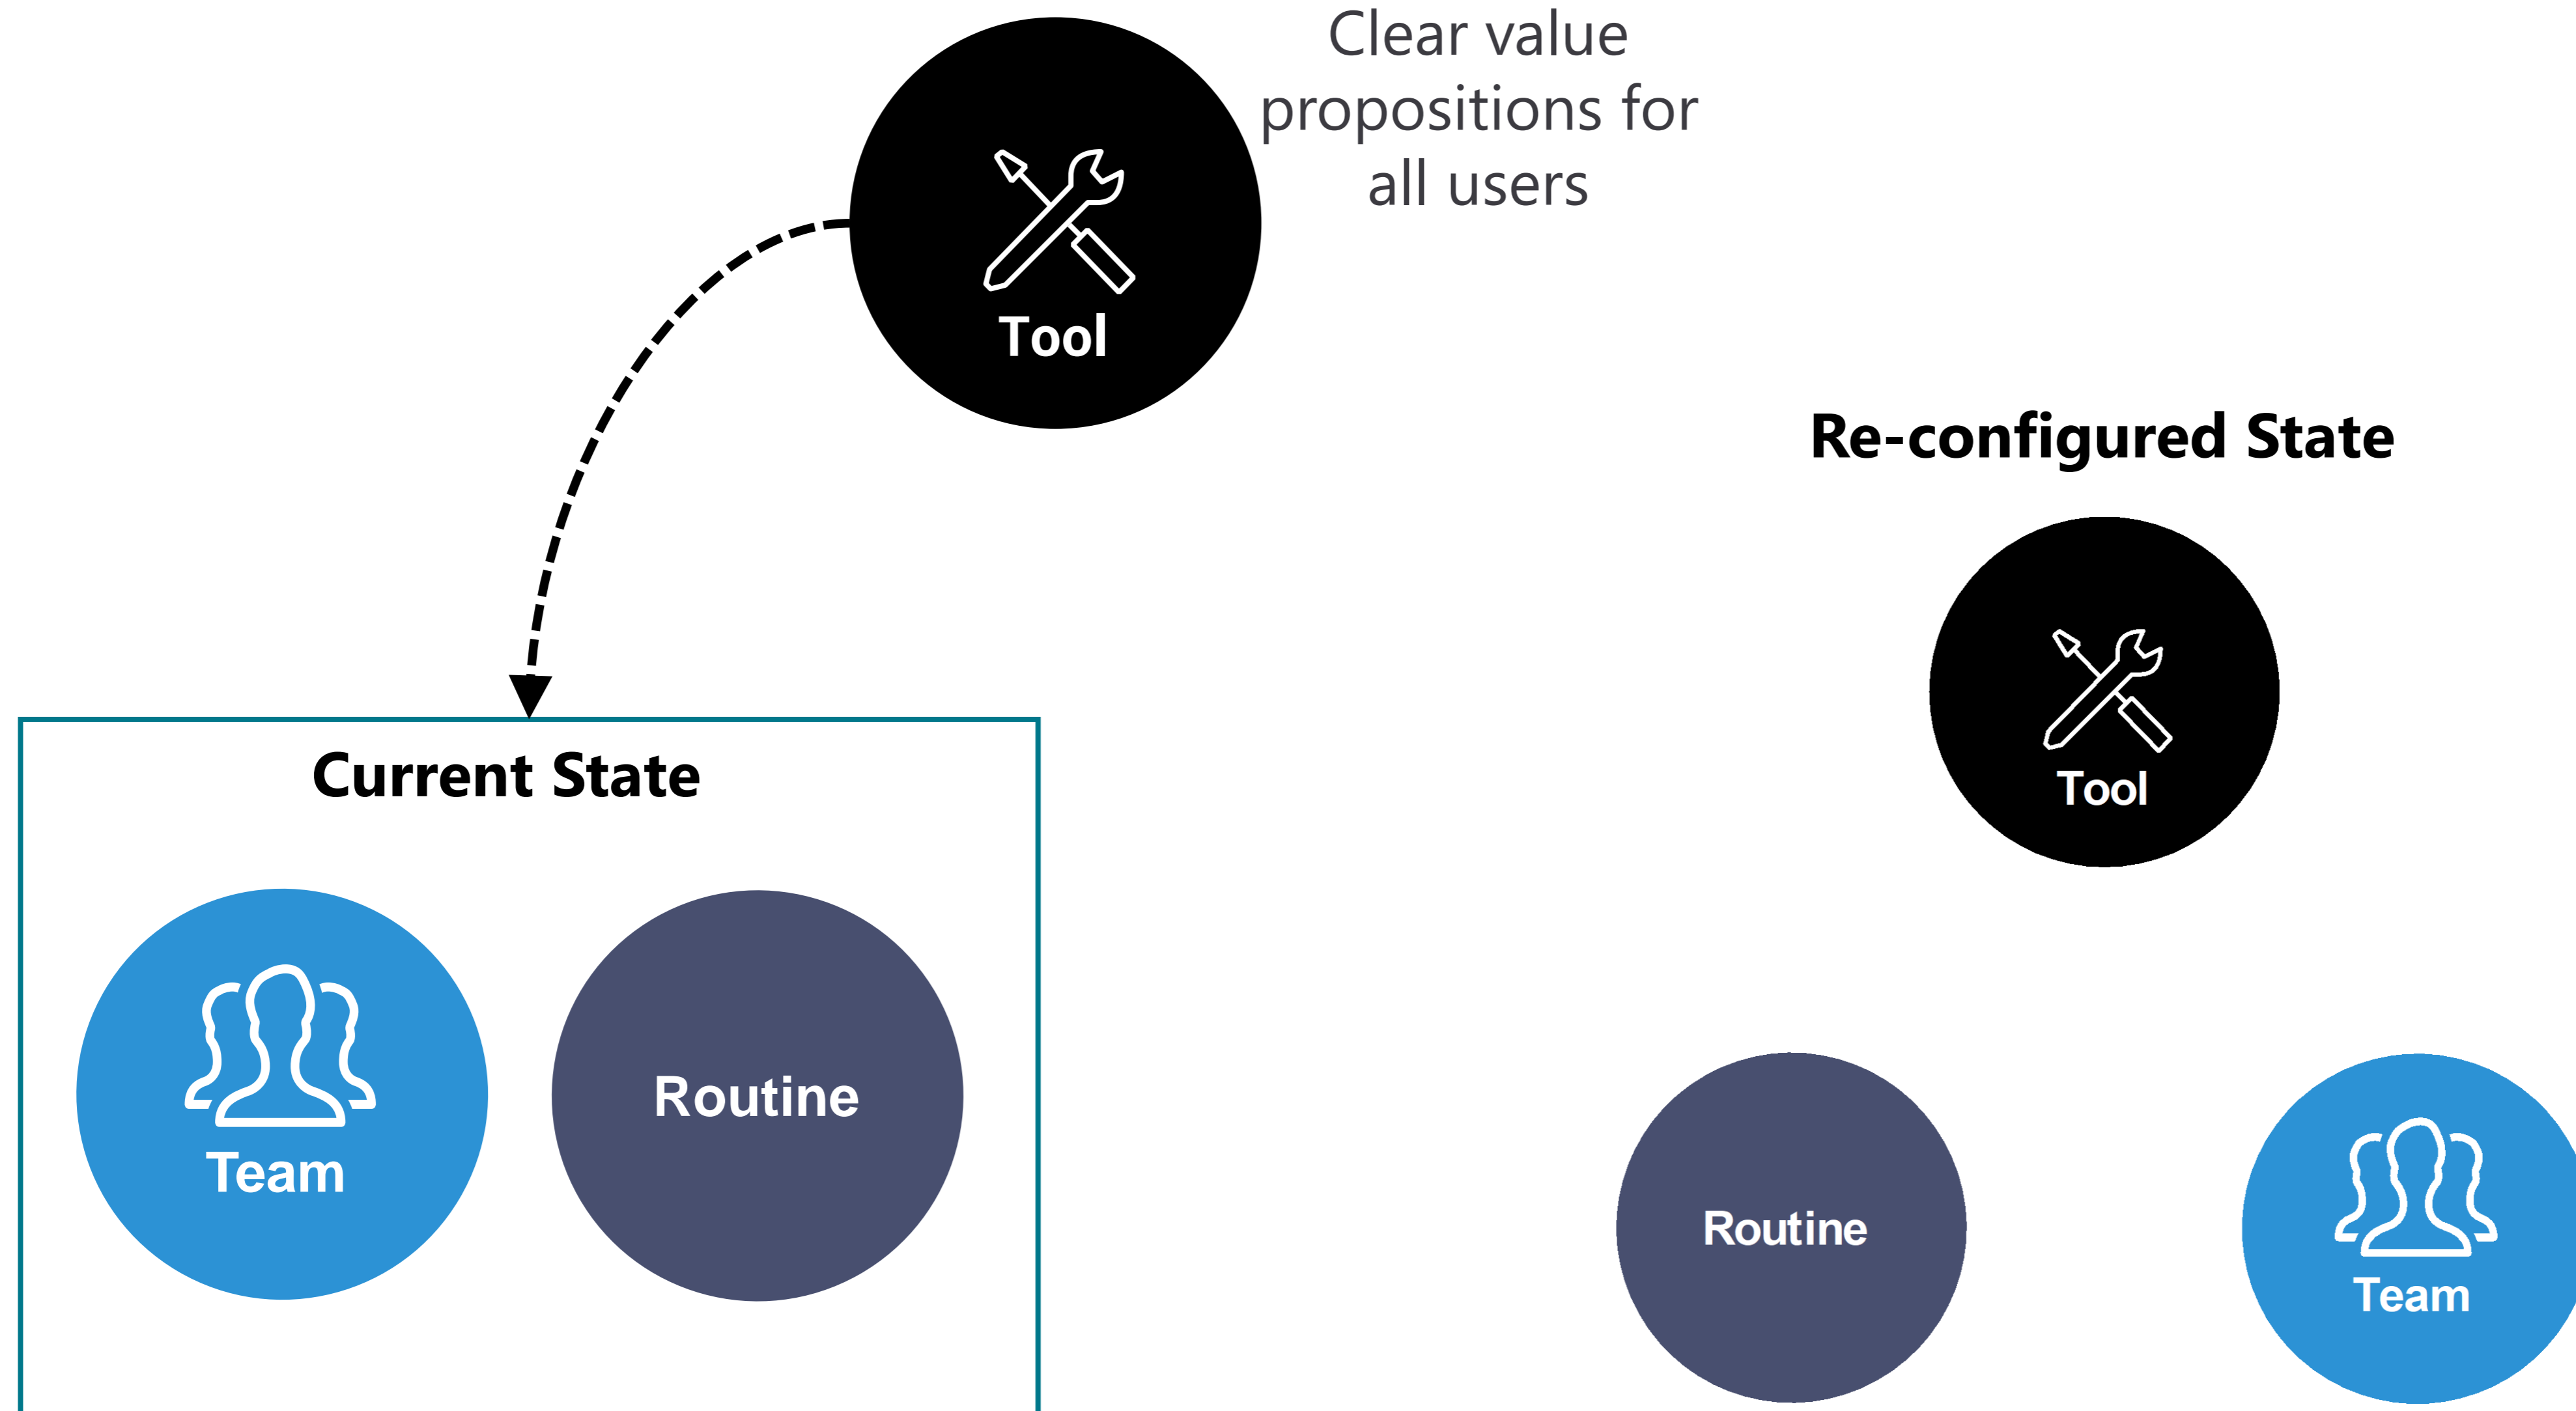 Clear value
propositions for
all users
Tool
Re-configured State
Tool
Current State
Team
Routine
Routine
Team